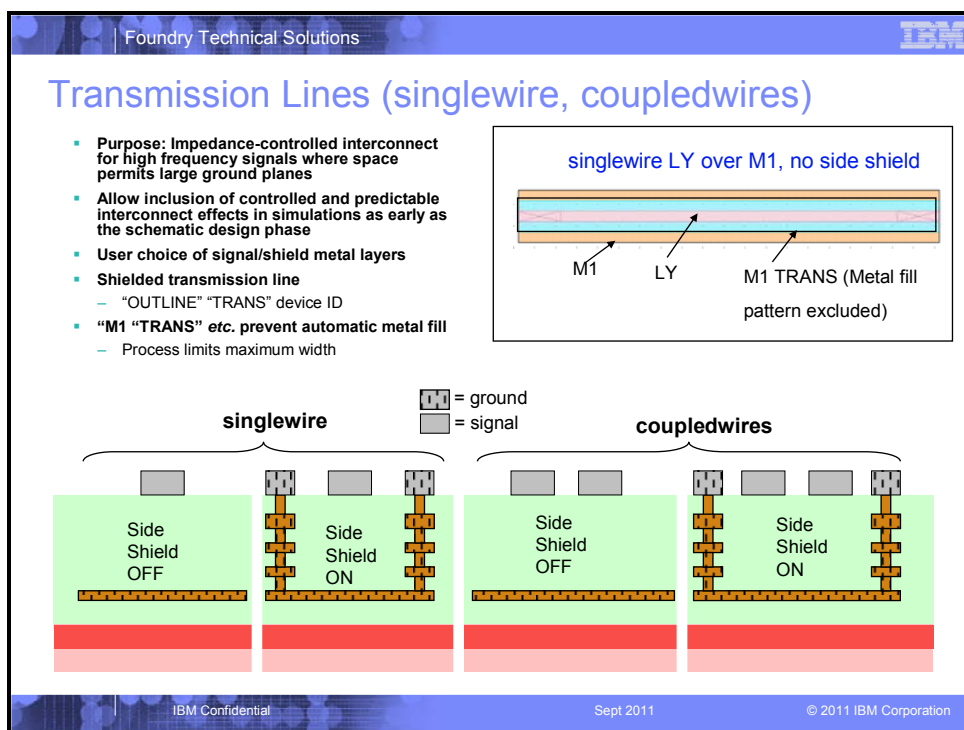 Foundry Technical Solutions
IBM
Transmission Lines (singlewire, coupledwires)
▪ Purpose: Impedance-controlled interconnect
for high frequency signals where space
permits large ground planes
▪ Allow inclusion of controlled and predictable
interconnect effects in simulations as early as
the schematic design phase
▪ User choice of signal/shield metal layers
▪ Shielded transmission line
– “OUTLINE” “TRANS” device ID
▪ “M1 “TRANS” etc. prevent automatic metal fill
– Process limits maximum width
singlewire LY over M1, no side shield
M1
LY
M1 TRANS (Metal fill
pattern excluded)
= ground
= signal
singlewire
coupledwires
Side
Shield
OFF
Side
Shield
ON
Side
Shield
OFF
Side
Shield
ON
IBM Confidential
Sept 2011
© 2011 IBM Corporation